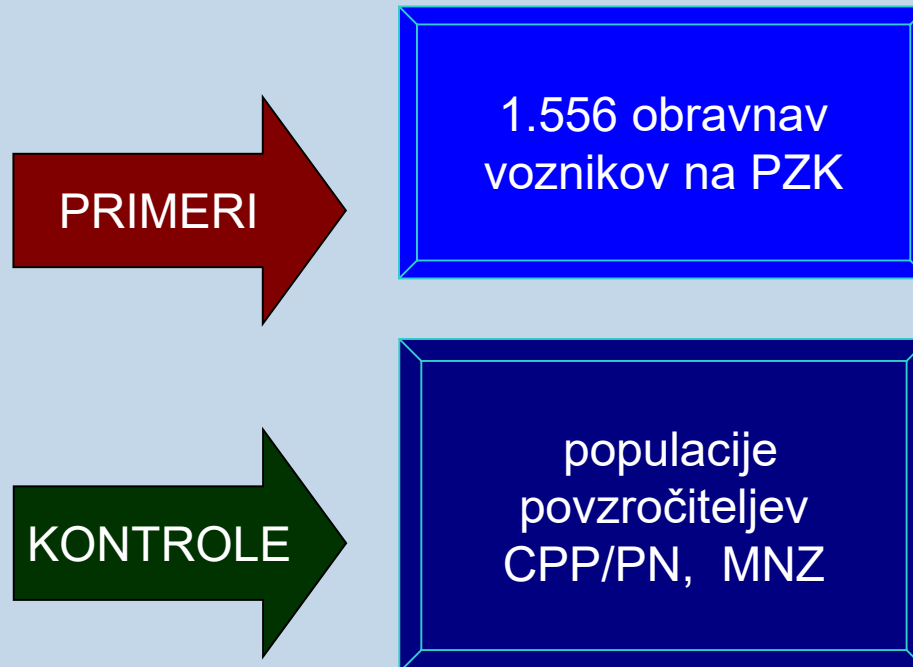 PRIMERI
1.556 obravnav
voznikov na PZK
KONTROLE
populacije
povzročiteljev
CPP/PN, MNZ